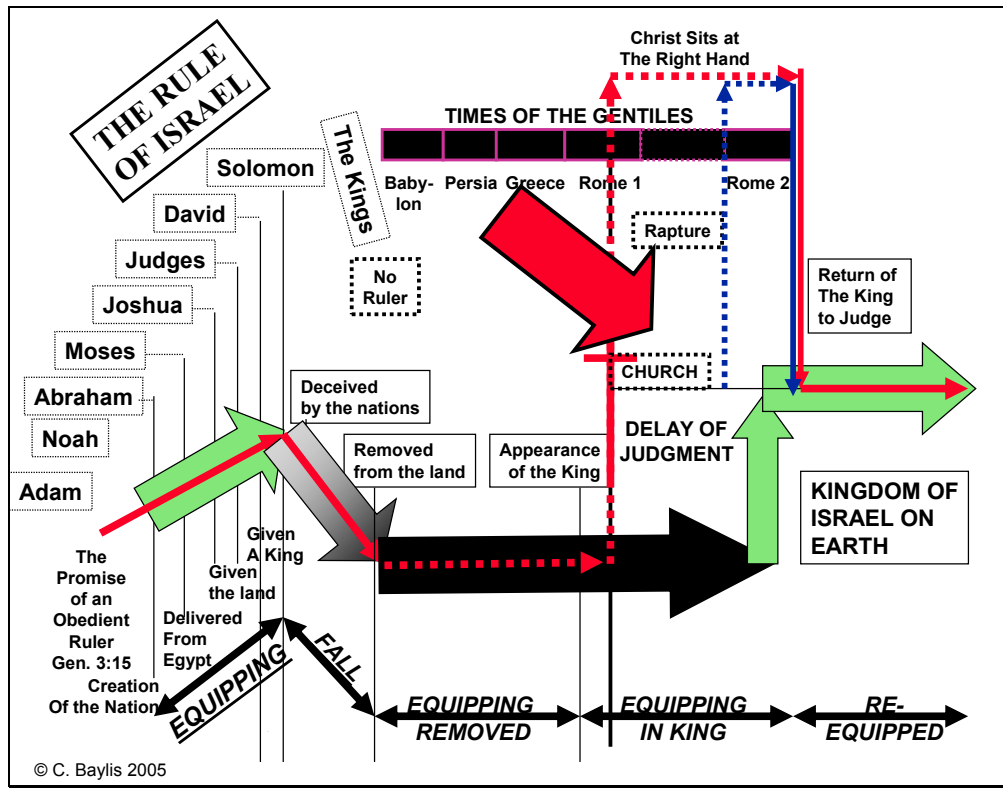 THE RULE
OF ISRAEL
Christ Sits at
The Right Hand
TIMES OF THE GENTILES
Baby-
lon
Persia
Greece
Rome 1
Rome 2
The Kings
Solomon
David
Judges
Joshua
Moses
Abraham
Noah
Adam
No
Ruler
Rapture
Return of
The King
to Judge
CHURCH
Deceived
by the nations
Removed
from the land
Appearance
of the King
DELAY OF
JUDGMENT
KINGDOM OF
ISRAEL ON
EARTH
The
Promise
of an
Obedient
Ruler
Gen. 3:15
Creation
Of the Nation
Delivered
From
Egypt
Given
the land
Given
A King
EQUIPPING
FALL
EQUIPPING
REMOVED
EQUIPPING
IN KING
RE-
EQUIPPED
© C. Baylis 2005